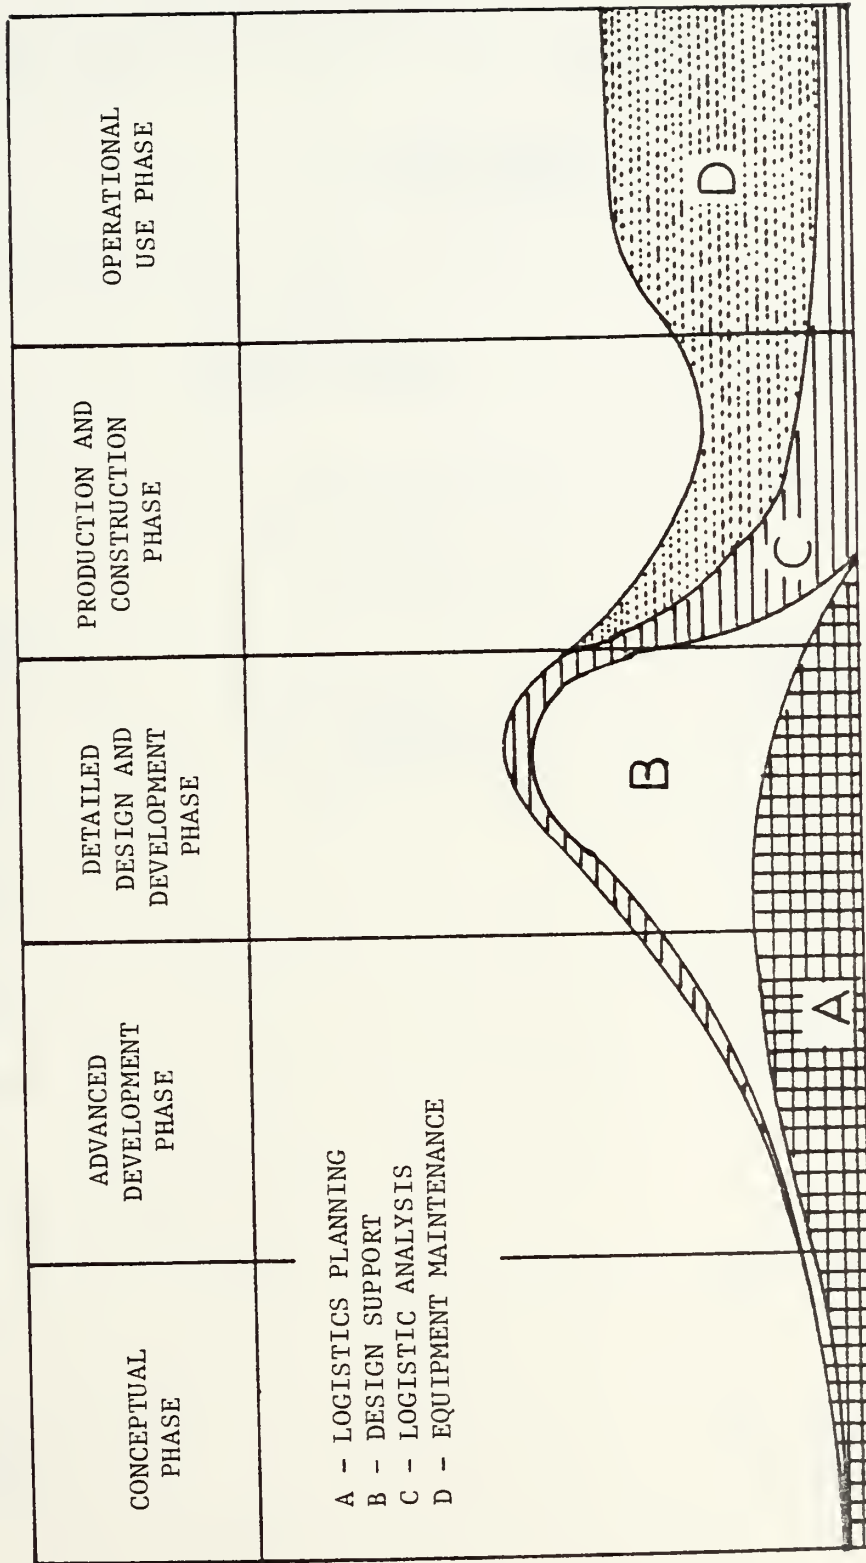 CONCEPTUAL
PHASE
ADVANCED
DEVELOPMENT
PHASE
DETAILED
DESIGN AND
DEVELOPMENT
PHASE
PRODUCTION AND
CONSTRUCTION
PHASE
OPERATIONAL
USE PHASE
A - LOGISTICS PLANNING
B - DESIGN SUPPORT
C - LOGISTIC ANALYSIS
D - EQUIPMENT MAINTENANCE
A
B
C
D